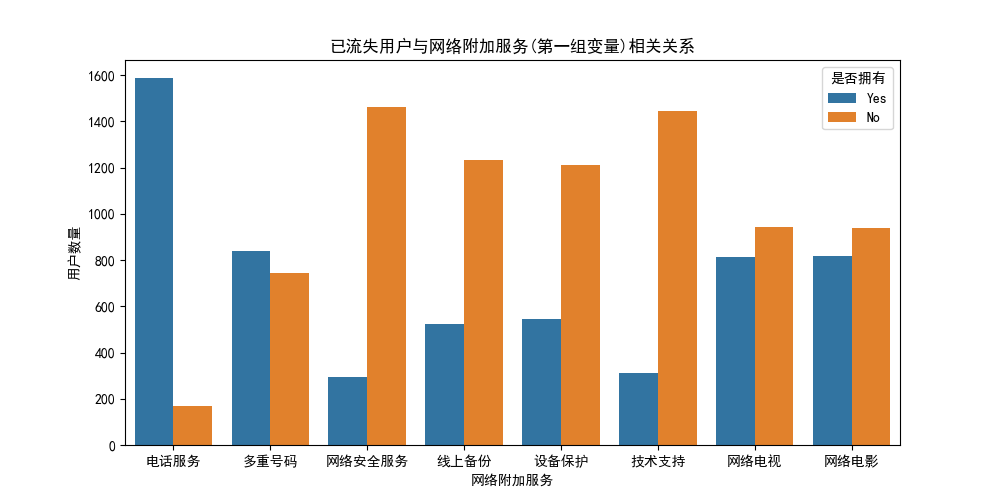 已流失用户与网络附加服务(第一组变量)相关关系
是否拥有
Yes
No
用户数量
1600
1400
1200
1000
800
600
400
200
0
电话服务 多重号码 网络安全服务 线上备份 设备保护 技术支持 网络电视 网络电影
网络附加服务